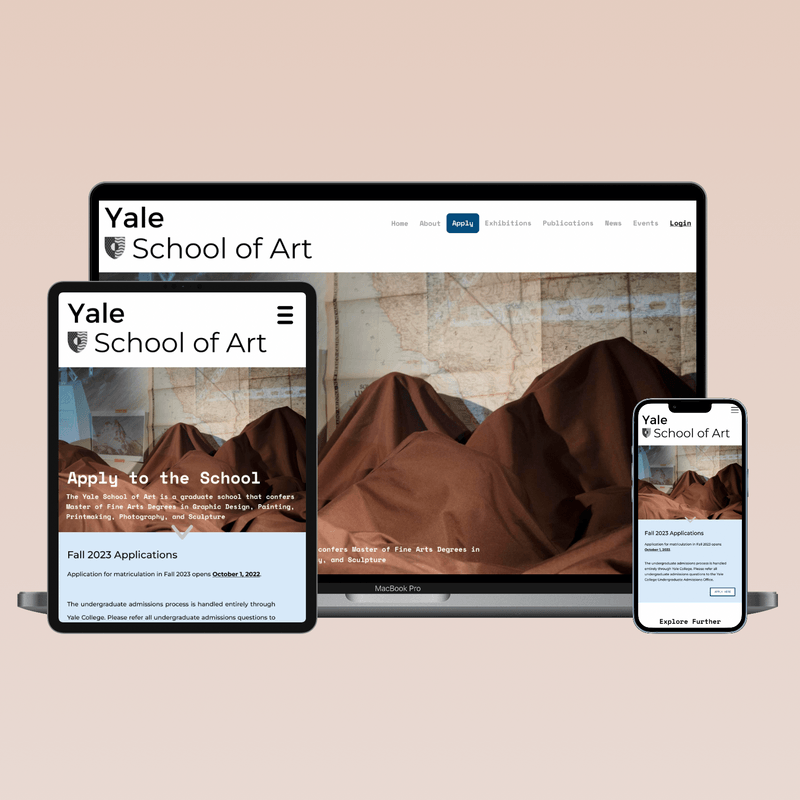 Yale
School of Art
Home About Apply Exhibitions Publications News Events Login
confers Master of Fine Arts Degrees in
y, and Sculpture
MacBook Pro
Yale
School of Art
Apply to the School
The Yale School of Art is a graduate school that confers
Master of Fine Arts Degrees in Graphic Design, Painting,
Printmaking, Photography, and Sculpture
Fall 2023 Applications
Application for matriculation in Fall 2023 opens October 1, 2022.
The undergraduate admissions process is handled entirely through
Yale College. Please refer all undergraduate admissions questions to
Yale
School of Art
Fall 2023 Applications
Application for matriculation in Fall 2023 opens
October 1, 2022.
The undergraduate admissions process is handled
entirely through Yale College. Please refer all
undergraduate admissions questions to the Yale
College Undergraduate Admissions Office.
Explore Further